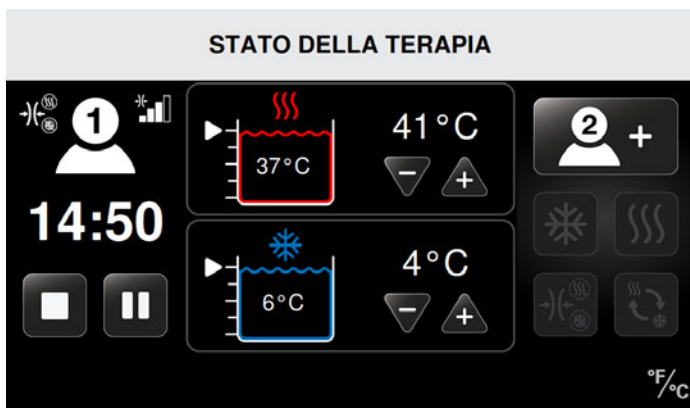 STATO DELLA TERAPIA
1
14:50
41°C
37°C
4°C
6°C
2 +
°F/°C